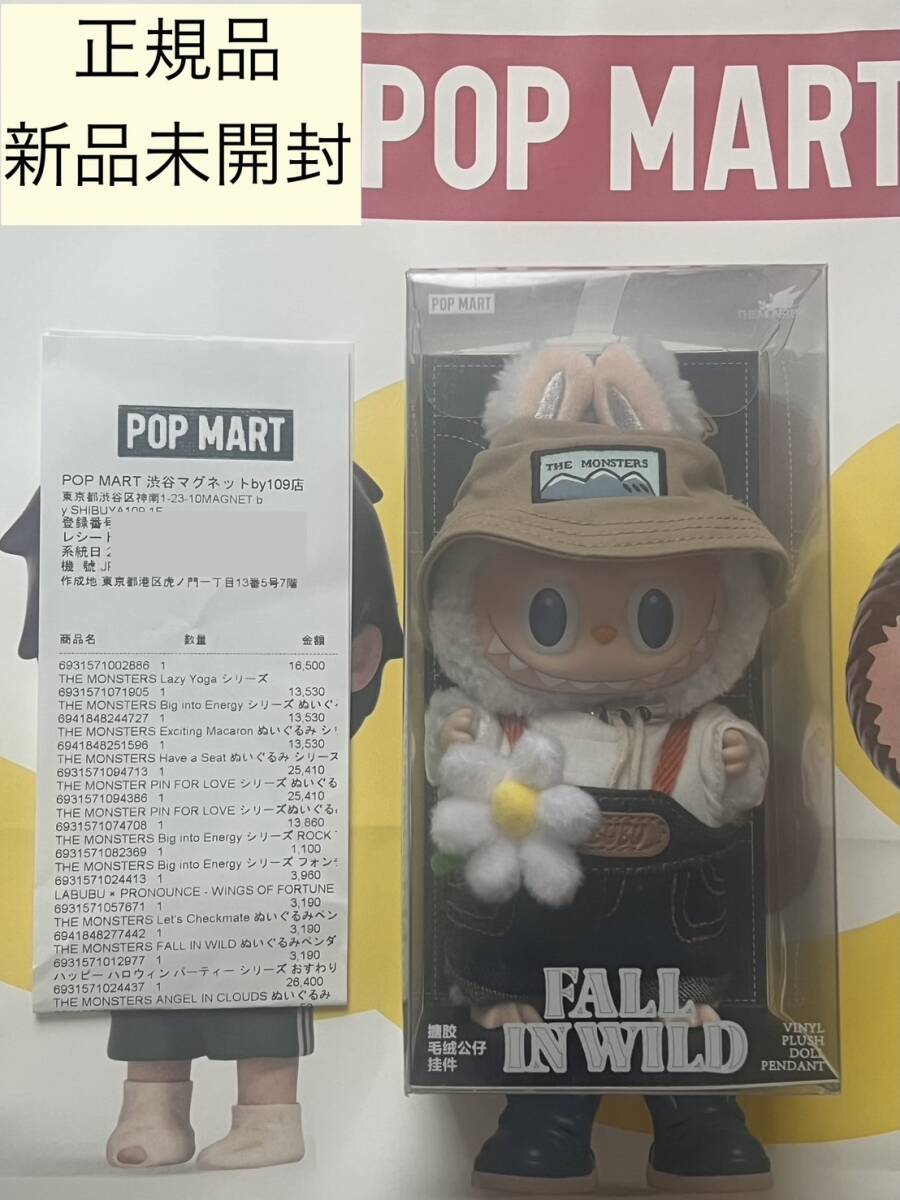 正規品
新品未開封
POP MART
POP MART
POP MART 渋谷マグネットby109店
東京都渋谷区神南1-23-10MAGNET b
y SHIBUYA109 1F
登録番号
レシート
系統日 2
機 號 JP
作成地 東京都港区虎ノ門一丁目13番5号7階
商品名 数量 金額
6931571002886 1 16,500
THE MONSTERS Lazy Yoga シリーズ
6931571071905 1 13,530
THE MONSTERS Big into Energy シリーズ ぬいぐ
6941848244727 1 13,530
THE MONSTERS Exciting Macaron ぬいぐるみ シリ
6941848251596 1 13,530
THE MONSTERS Have a Seat ぬいぐるみ シリーズ
6931571094713 1 25,410
THE MONSTER PIN FOR LOVE シリーズ ぬいぐる
6931571094386 1 25,410
THE MONSTER PIN FOR LOVE シリーズぬいぐる
6931571074708 1 13,860
THE MONSTERS Big into Energy シリーズ ROCK
6931571082369 1 1,100
THE MONSTERS Big into Energy シリーズ フォン
6931571024413 1 3,960
LABUBU × PRONOUNCE - WINGS OF FORTUNE
6931571057671 1 3,190
THE MONSTERS Let's Checkmate ぬいぐるみペン
6941848277442 1 3,190
THE MONSTERS FALL IN WILD ぬいぐるみペンダ
6931571012977 1 3,190
ハッピー ハロウィン パーティー シリーズ おすわり
6931571024437 1 26,400
THE MONSTERS ANGEL IN CLOUDS ぬいぐるみ
POP MART
THE MONSTERS
THE MONSTERS
FALL
IN WILD
搪胶
毛绒公仔
挂件
VINYL
PLUSH
DOLL
PENDANT